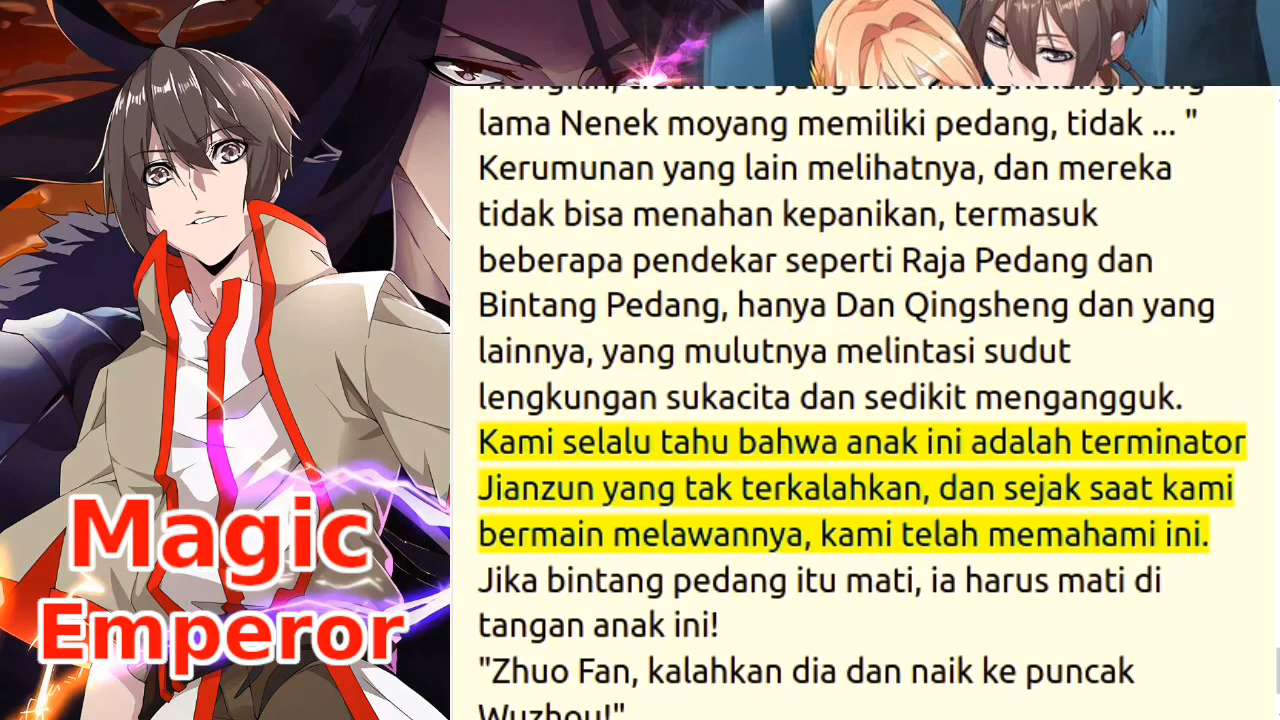 Magic
Emperor
lama Nenek moyang memiliki pedang, tidak ... "
Kerumunan yang lain melihatnya, dan mereka
tidak bisa menahan kepanikan, termasuk
beberapa pendekar seperti Raja Pedang dan
Bintang Pedang, hanya Dan Qingsheng dan yang
lainnya, yang mulutnya melintasi sudut
lengkungan sukacita dan sedikit mengangguk.
Kami selalu tahu bahwa anak ini adalah terminator
Jianzun yang tak terkalahkan, dan sejak saat kami
bermain melawannya, kami telah memahami ini.
Jika bintang pedang itu mati, ia harus mati di
tangan anak ini!
"Zhuo Fan, kalahkan dia dan naik ke puncak
Wuzhou!"